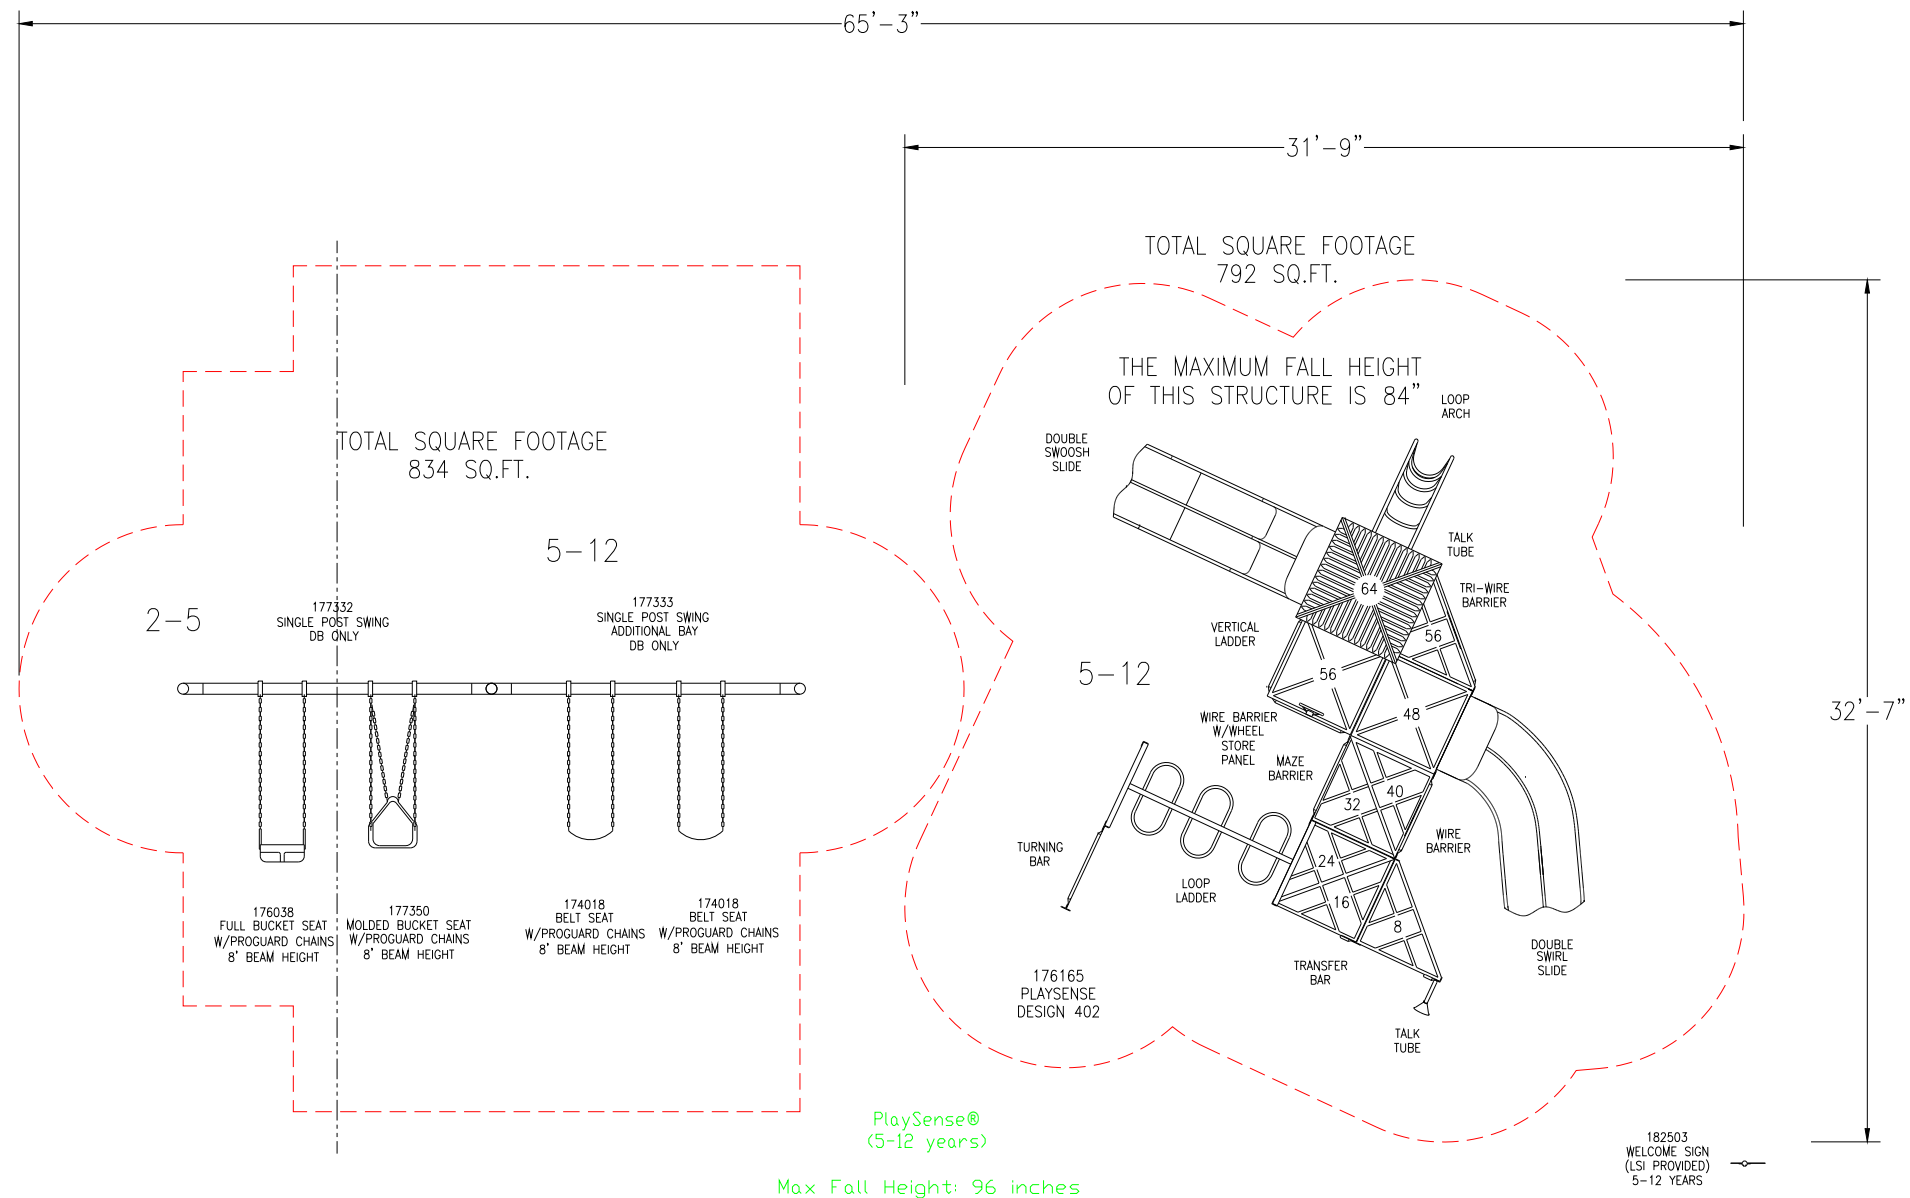 65'-3"
31'-9"
TOTAL SQUARE FOOTAGE
792 SQ.FT.
THE MAXIMUM FALL HEIGHT
OF THIS STRUCTURE IS 84"
LOOP
ARCH
DOUBLE
SWOOSH
SLIDE
TOTAL SQUARE FOOTAGE
834 SQ.FT.
5-12
2-5
177332
SINGLE POST SWING
DB ONLY
177333
SINGLE POST SWING
ADDITIONAL BAY
DB ONLY
TALK
TUBE
64
TRI-WIRE
BARRIER
VERTICAL
LADDER
56
56
5-12
48
32'-7"
WIRE BARRIER
W/WHEEL
STORE
PANEL
MAZE
BARRIER
40
32
WIRE
BARRIER
TURNING
BAR
24
LOOP
LADDER
16
8
176038
FULL BUCKET SEAT
W/PROGUARD CHAINS
8' BEAM HEIGHT
177350
MOLDED BUCKET SEAT
W/PROGUARD CHAINS
8' BEAM HEIGHT
174018
BELT SEAT
W/PROGUARD CHAINS
8' BEAM HEIGHT
174018
BELT SEAT
W/PROGUARD CHAINS
8' BEAM HEIGHT
DOUBLE
SWIRL
SLIDE
TRANSFER
BAR
176165
PLAYSENSE
DESIGN 402
TALK
TUBE
PlaySense®
(5-12 years)
Max Fall Height: 96 inches
182503
WELCOME SIGN
(LSI PROVIDED)
5-12 YEARS